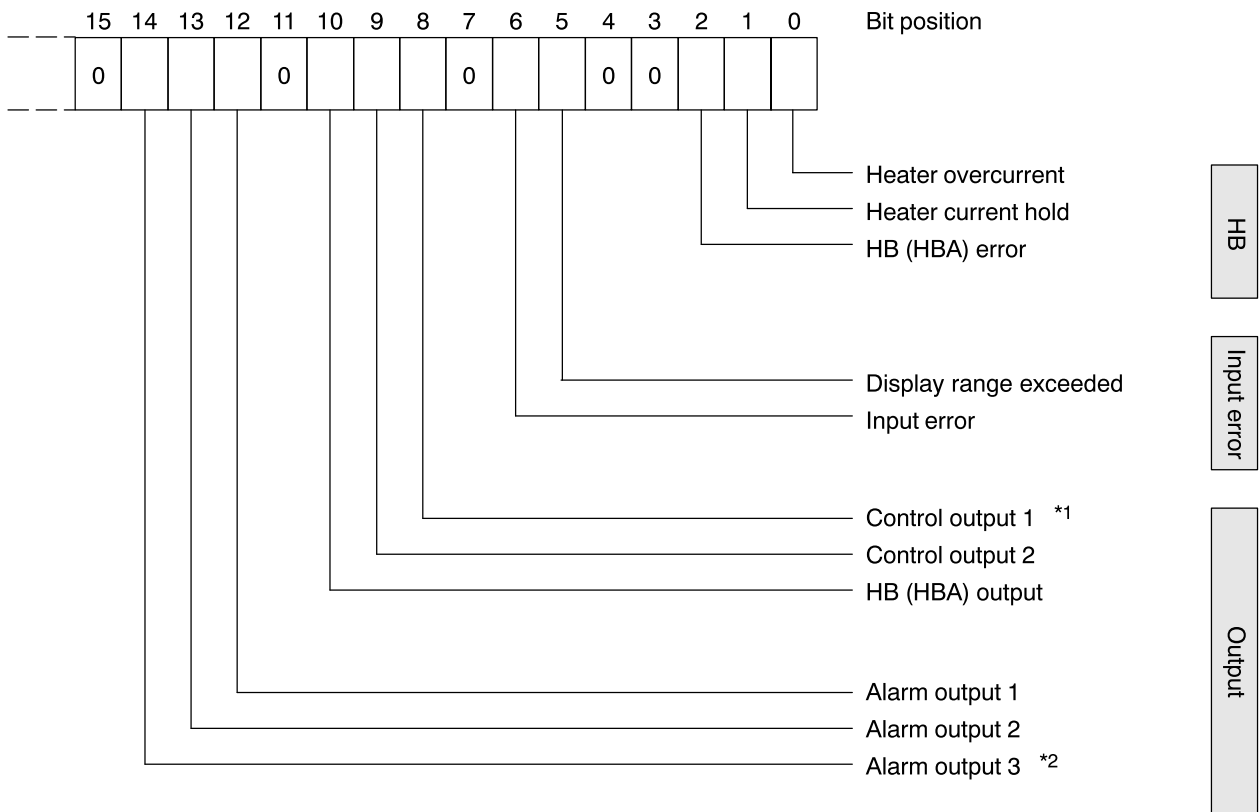 15 14 13 12 11 10 9 8 7 6 5 4 3 2 1 0 Bit position
0 0 0 0 0
Heater overcurrent
Heater current hold
HB (HBA) error
HB
Display range exceeded
Input error
Input error
Control output 1 *1
Control output 2
HB (HBA) output
Alarm output 1
Alarm output 2
Alarm output 3 *2
Output